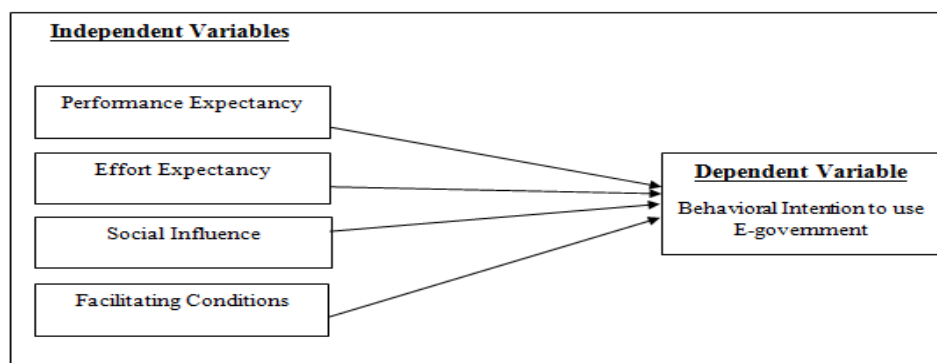 Independent Variables
Performance Expectancy
Effort Expectancy
Social Influence
Facilitating Conditions
Dependent Variable
Behavioral Intention to use
E-government